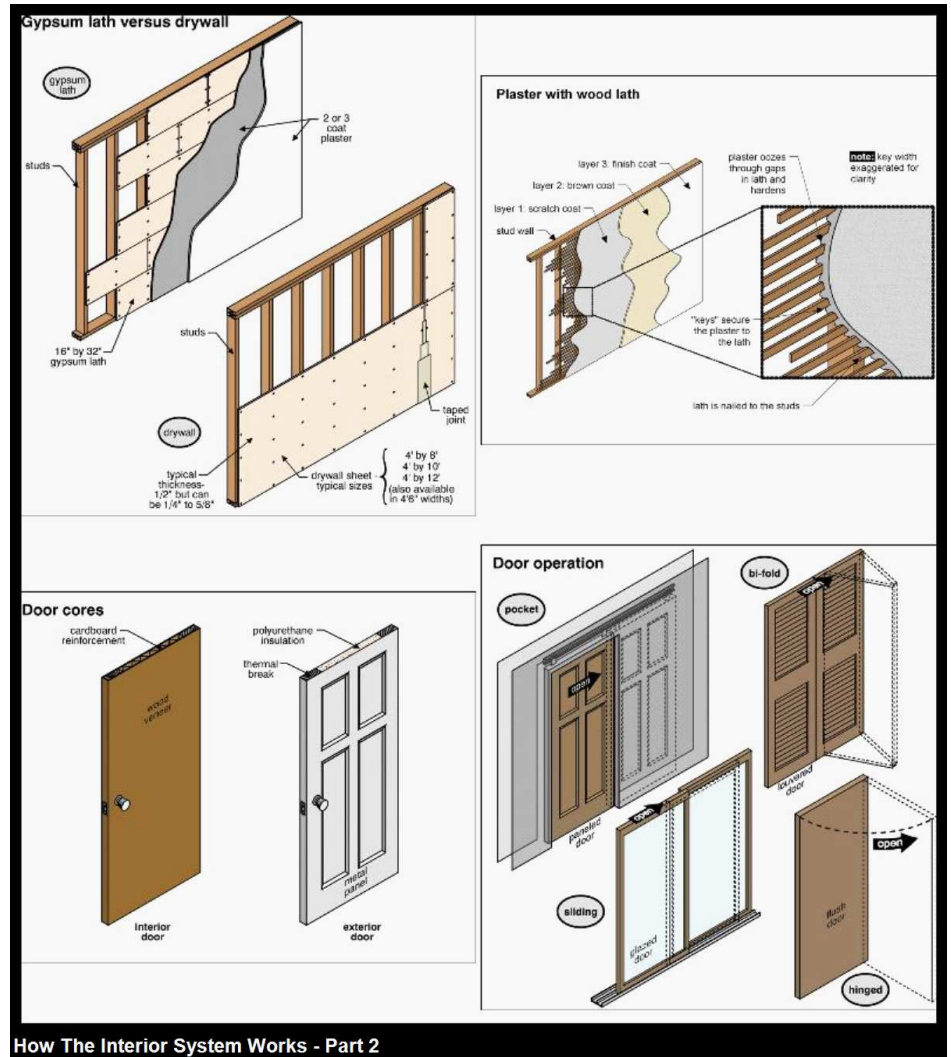 Gypsum lath versus drywall
gypsum
lath
2 or 3
coat
plaster
studs
16" by 32"
gypsum lath
studs
drywall
taped
joint
typical
thickness-
1/2" but can
be 1/4" to 5/8"
drywall sheet -
typical sizes
4' by 8'
4' by 10'
4' by 12'
(also available
in 4'6" widths)
Plaster with wood lath
layer 3: finish coat
layer 2: brown coat
layer 1: scratch coat
stud wall
plaster oozes
through gaps
in lath and
hardens
note: key width
exaggerated for
clarity
"keys" secure
the plaster to
the lath
lath is nailed to the studs
Door cores
cardboard
reinforcement
wood
veneer
interior
door
polyurethane
insulation
thermal
break
metal
panel
exterior
door
Door operation
pocket
open
paneled
door
bi-fold
open
louvered
door
sliding
open
glazed
door
open
flush
door
hinged
How The Interior System Works - Part 2